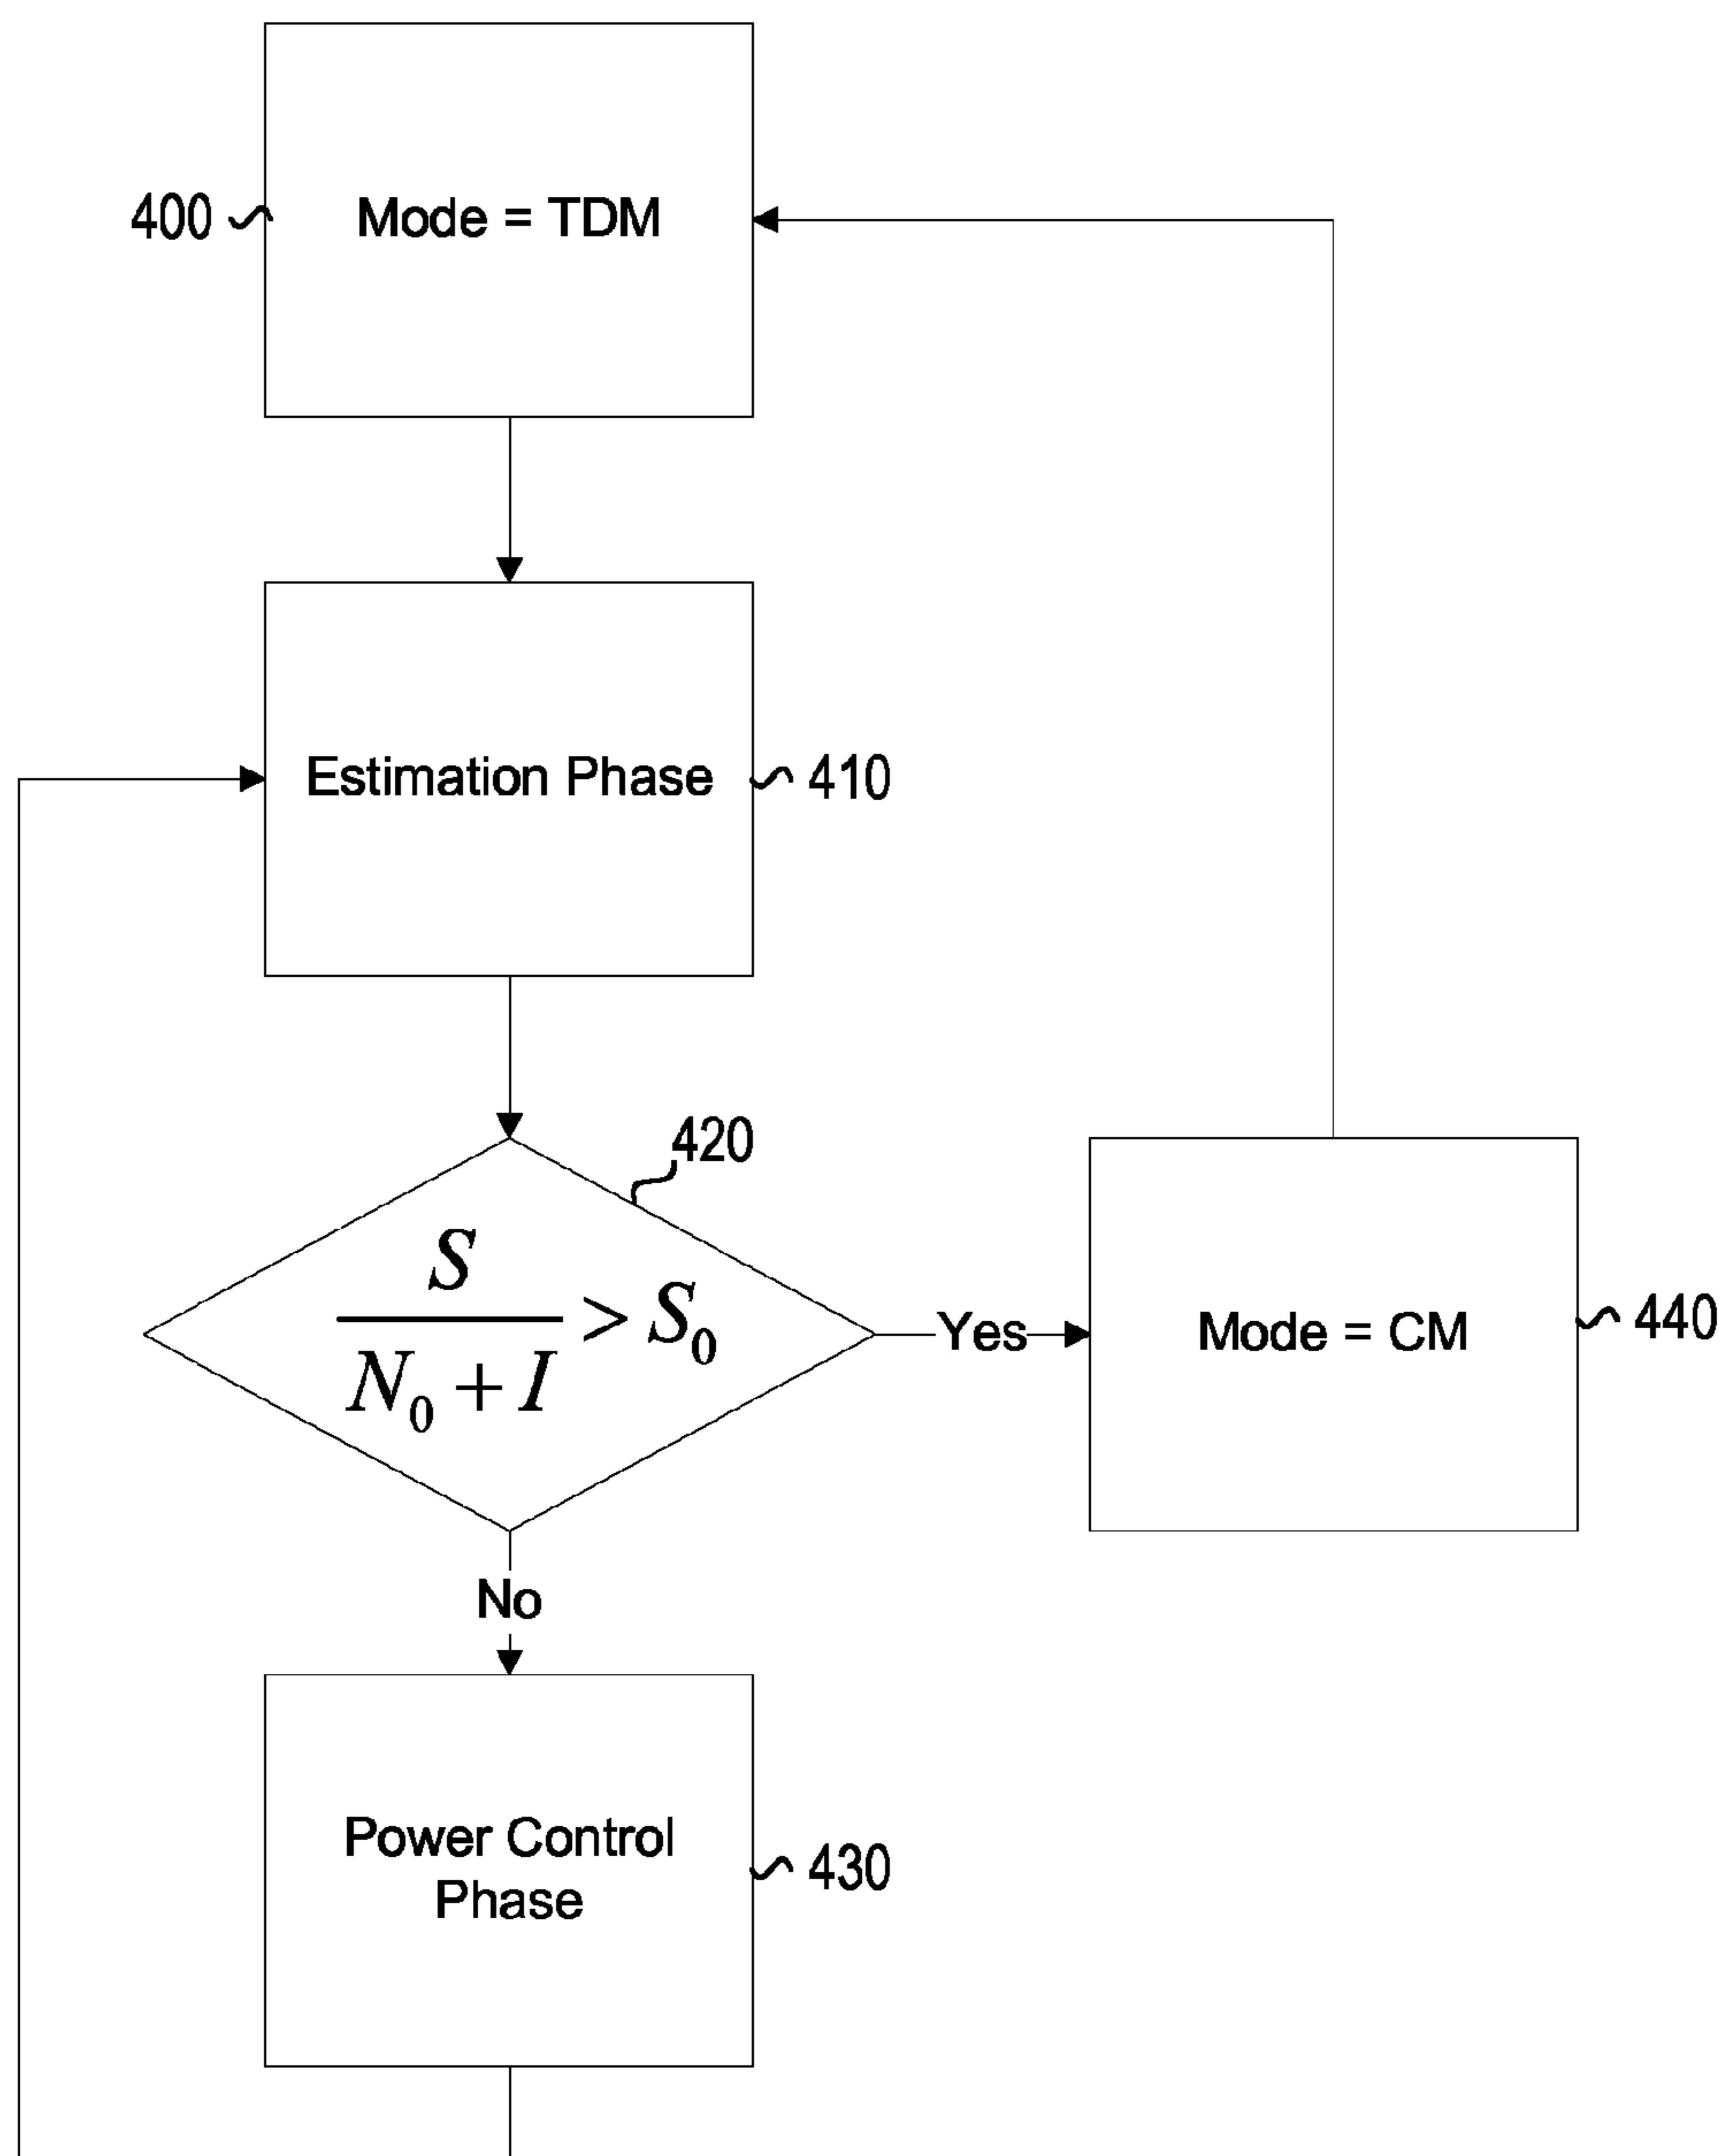 400
Mode = TDM
Estimation Phase
410
420
S
N₀ + I
> S₀
Yes
Mode = CM
440
No
Power Control
Phase
430